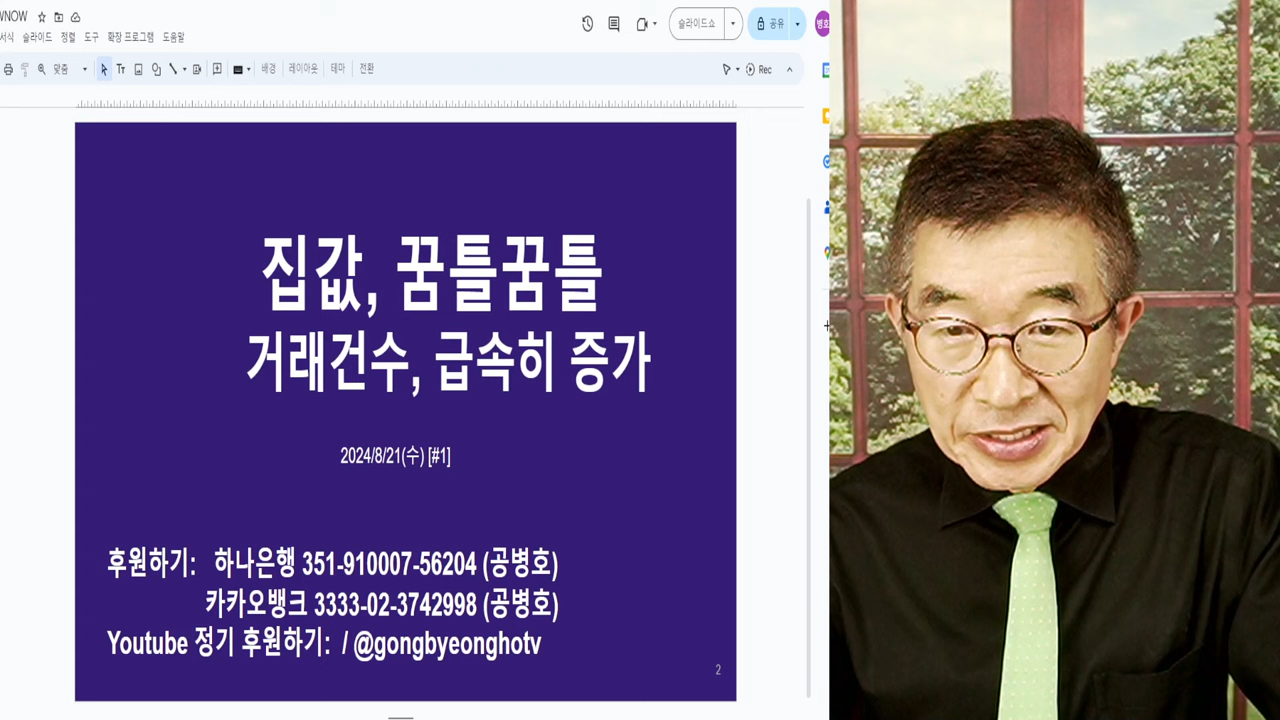 WNOW
서식 슬라이드 정렬 도구 확장 프로그램 도움말
슬라이드쇼
공유
병호
맞춤
Tт
배경 레이아웃 테마 전환
Rec
집값, 꿈틀꿈틀
거래건수, 급속히 증가
2024/8/21(수) [#1]
후원하기: 하나은행 351-910007-56204 (공병호)
카카오뱅크 3333-02-3742998 (공병호)
Youtube 정기 후원하기: / @gongbyeonghotv
2